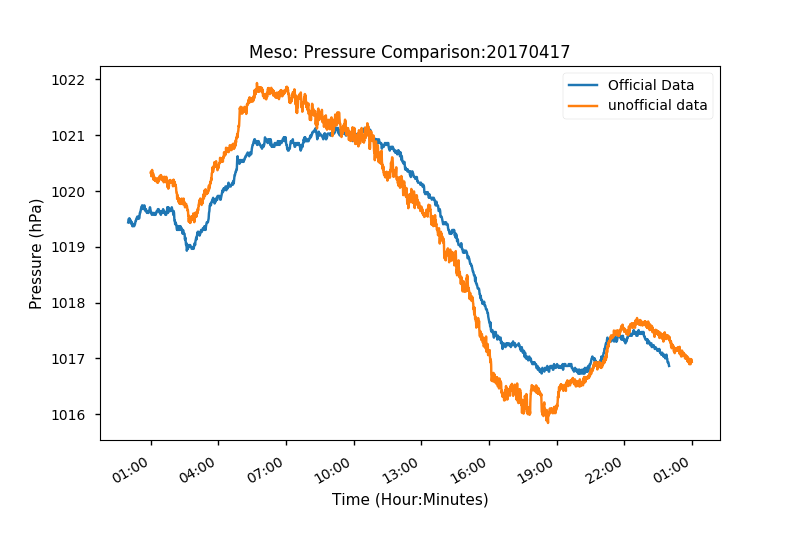 Meso: Pressure Comparison:20170417
Official Data
unofficial data
Pressure (hPa)
1022
1021
1020
1019
1018
1017
1016
01:00 04:00 07:00 10:00 13:00 16:00 19:00 22:00 01:00
Time (Hour:Minutes)